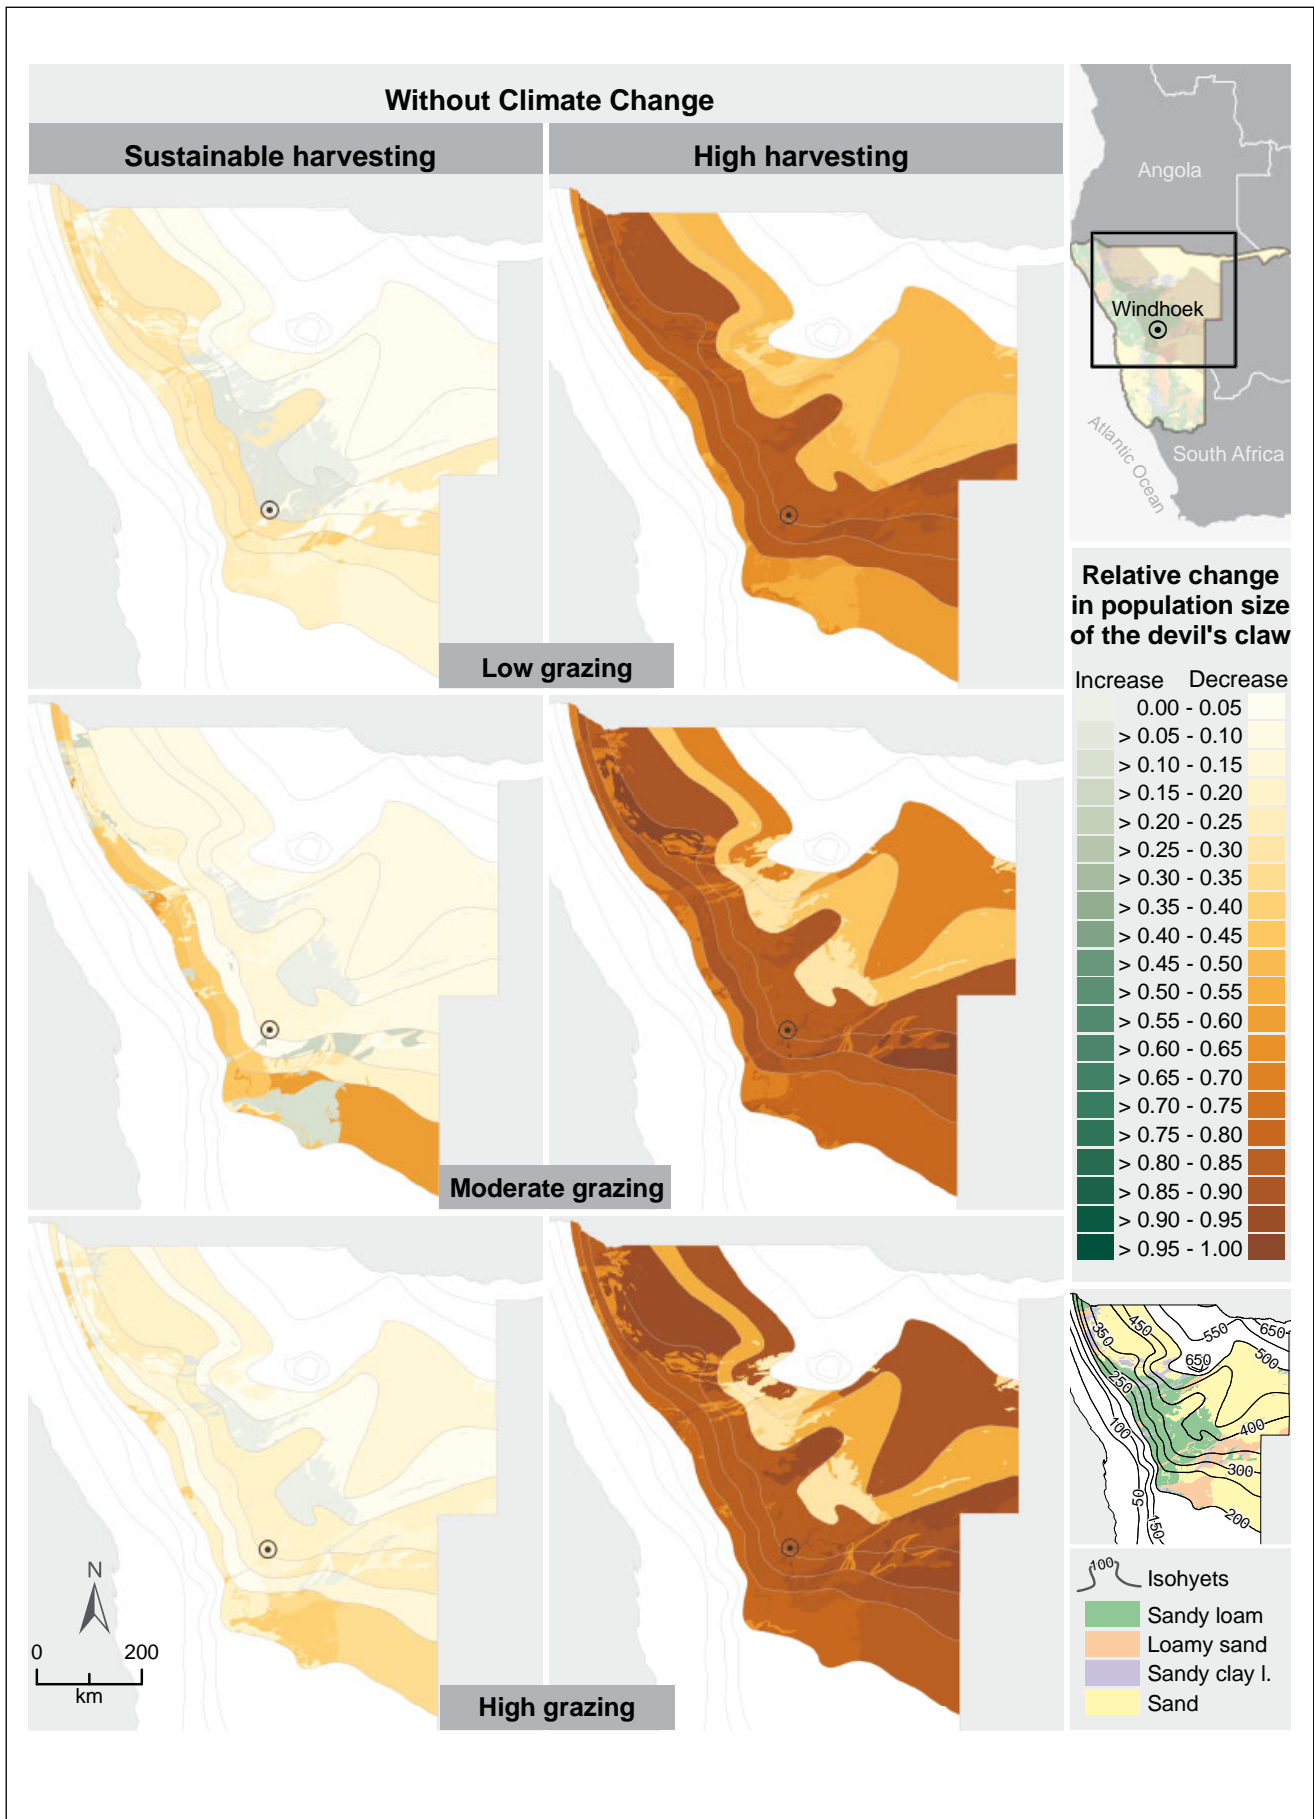 Without Climate Change
Sustainable harvesting
High harvesting
Low grazing
Moderate grazing
High grazing
N
0 200
km
Angola
Windhoek
Atlantic Ocean
South Africa
Relative change
in population size
of the devil's claw
Increase Decrease
0.00 - 0.05
> 0.05 - 0.10
> 0.10 - 0.15
> 0.15 - 0.20
> 0.20 - 0.25
> 0.25 - 0.30
> 0.30 - 0.35
> 0.35 - 0.40
> 0.40 - 0.45
> 0.45 - 0.50
> 0.50 - 0.55
> 0.55 - 0.60
> 0.60 - 0.65
> 0.65 - 0.70
> 0.70 - 0.75
> 0.75 - 0.80
> 0.80 - 0.85
> 0.85 - 0.90
> 0.90 - 0.95
> 0.95 - 1.00
350
450
550
650
500
650
250
100
400
300
50
150
200
100
Isohyets
Sandy loam
Loamy sand
Sandy clay l.
Sand